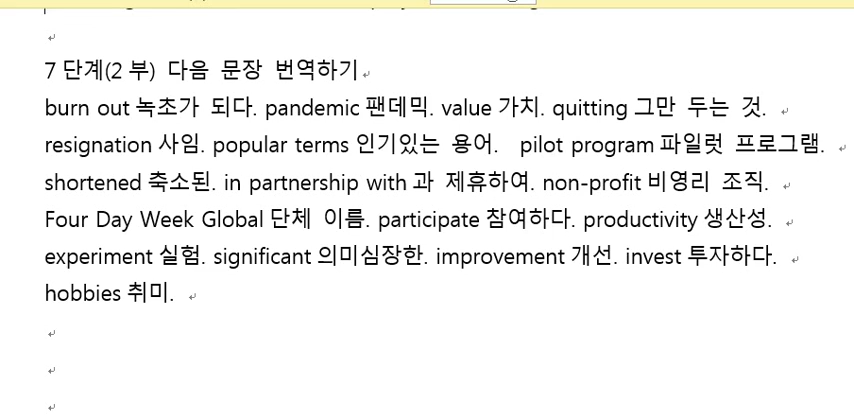 7 단계(2 부) 다음 문장 번역하기
burn out 녹초가 되다. pandemic 팬데믹. value 가치. quitting 그만 두는 것.
resignation 사임. popular terms 인기있는 용어. pilot program 파일럿 프로그램.
shortened 축소된. in partnership with 과 제휴하여. non-profit 비영리 조직.
Four Day Week Global 단체 이름. participate 참여하다. productivity 생산성.
experiment 실험. significant 의미심장한. improvement 개선. invest 투자하다.
hobbies 취미.